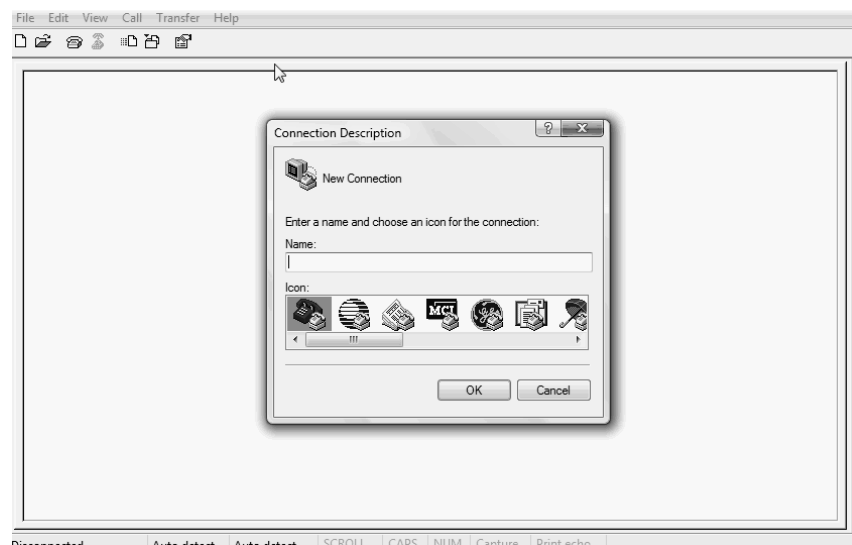 File Edit View Call Transfer Help
Connection Description
New Connection
Enter a name and choose an icon for the connection:
Name:
Icon:
MCI
OK Cancel
Disconnected Auto detect Auto detect SCROLL CAPS NUM Capture Print echo